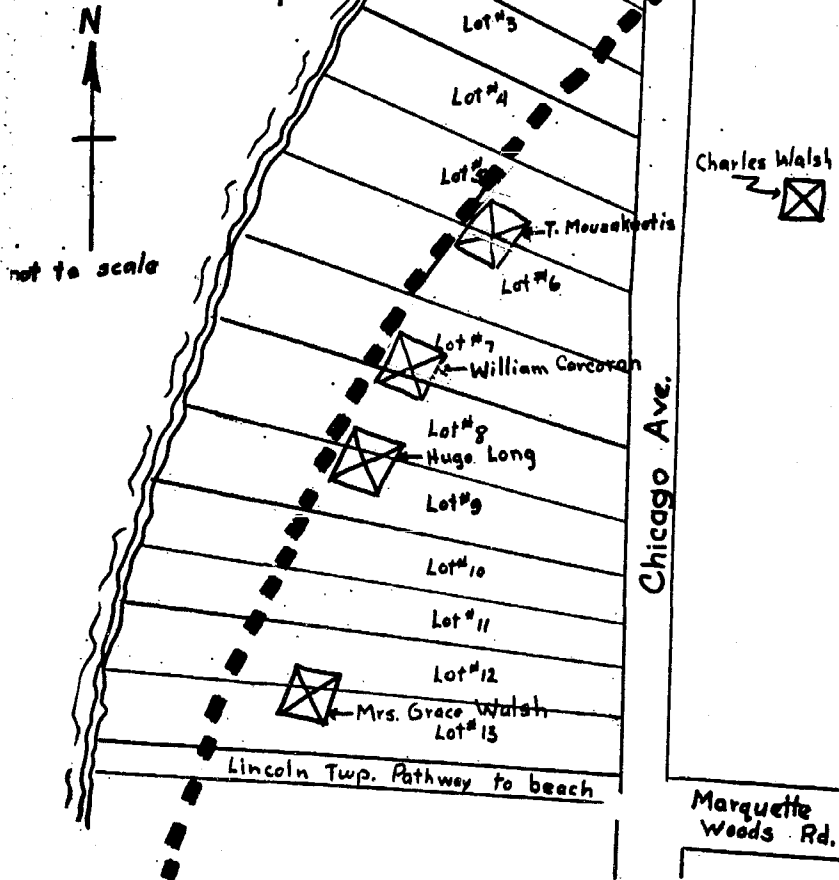 N
not to scale
Lot #3
Lot #4
Charles Walsh
Lot #5
T. Mousakeotis
Lot #6
Lot #7
William Corcoran
Lot #8
Hugo Long
Lot #9
Lot #10
Lot #11
Lot #12
Mrs. Grace Walsh
Lot #13
Lincoln Twp. Pathway to beach
Chicago Ave.
Marquette
Woods Rd.